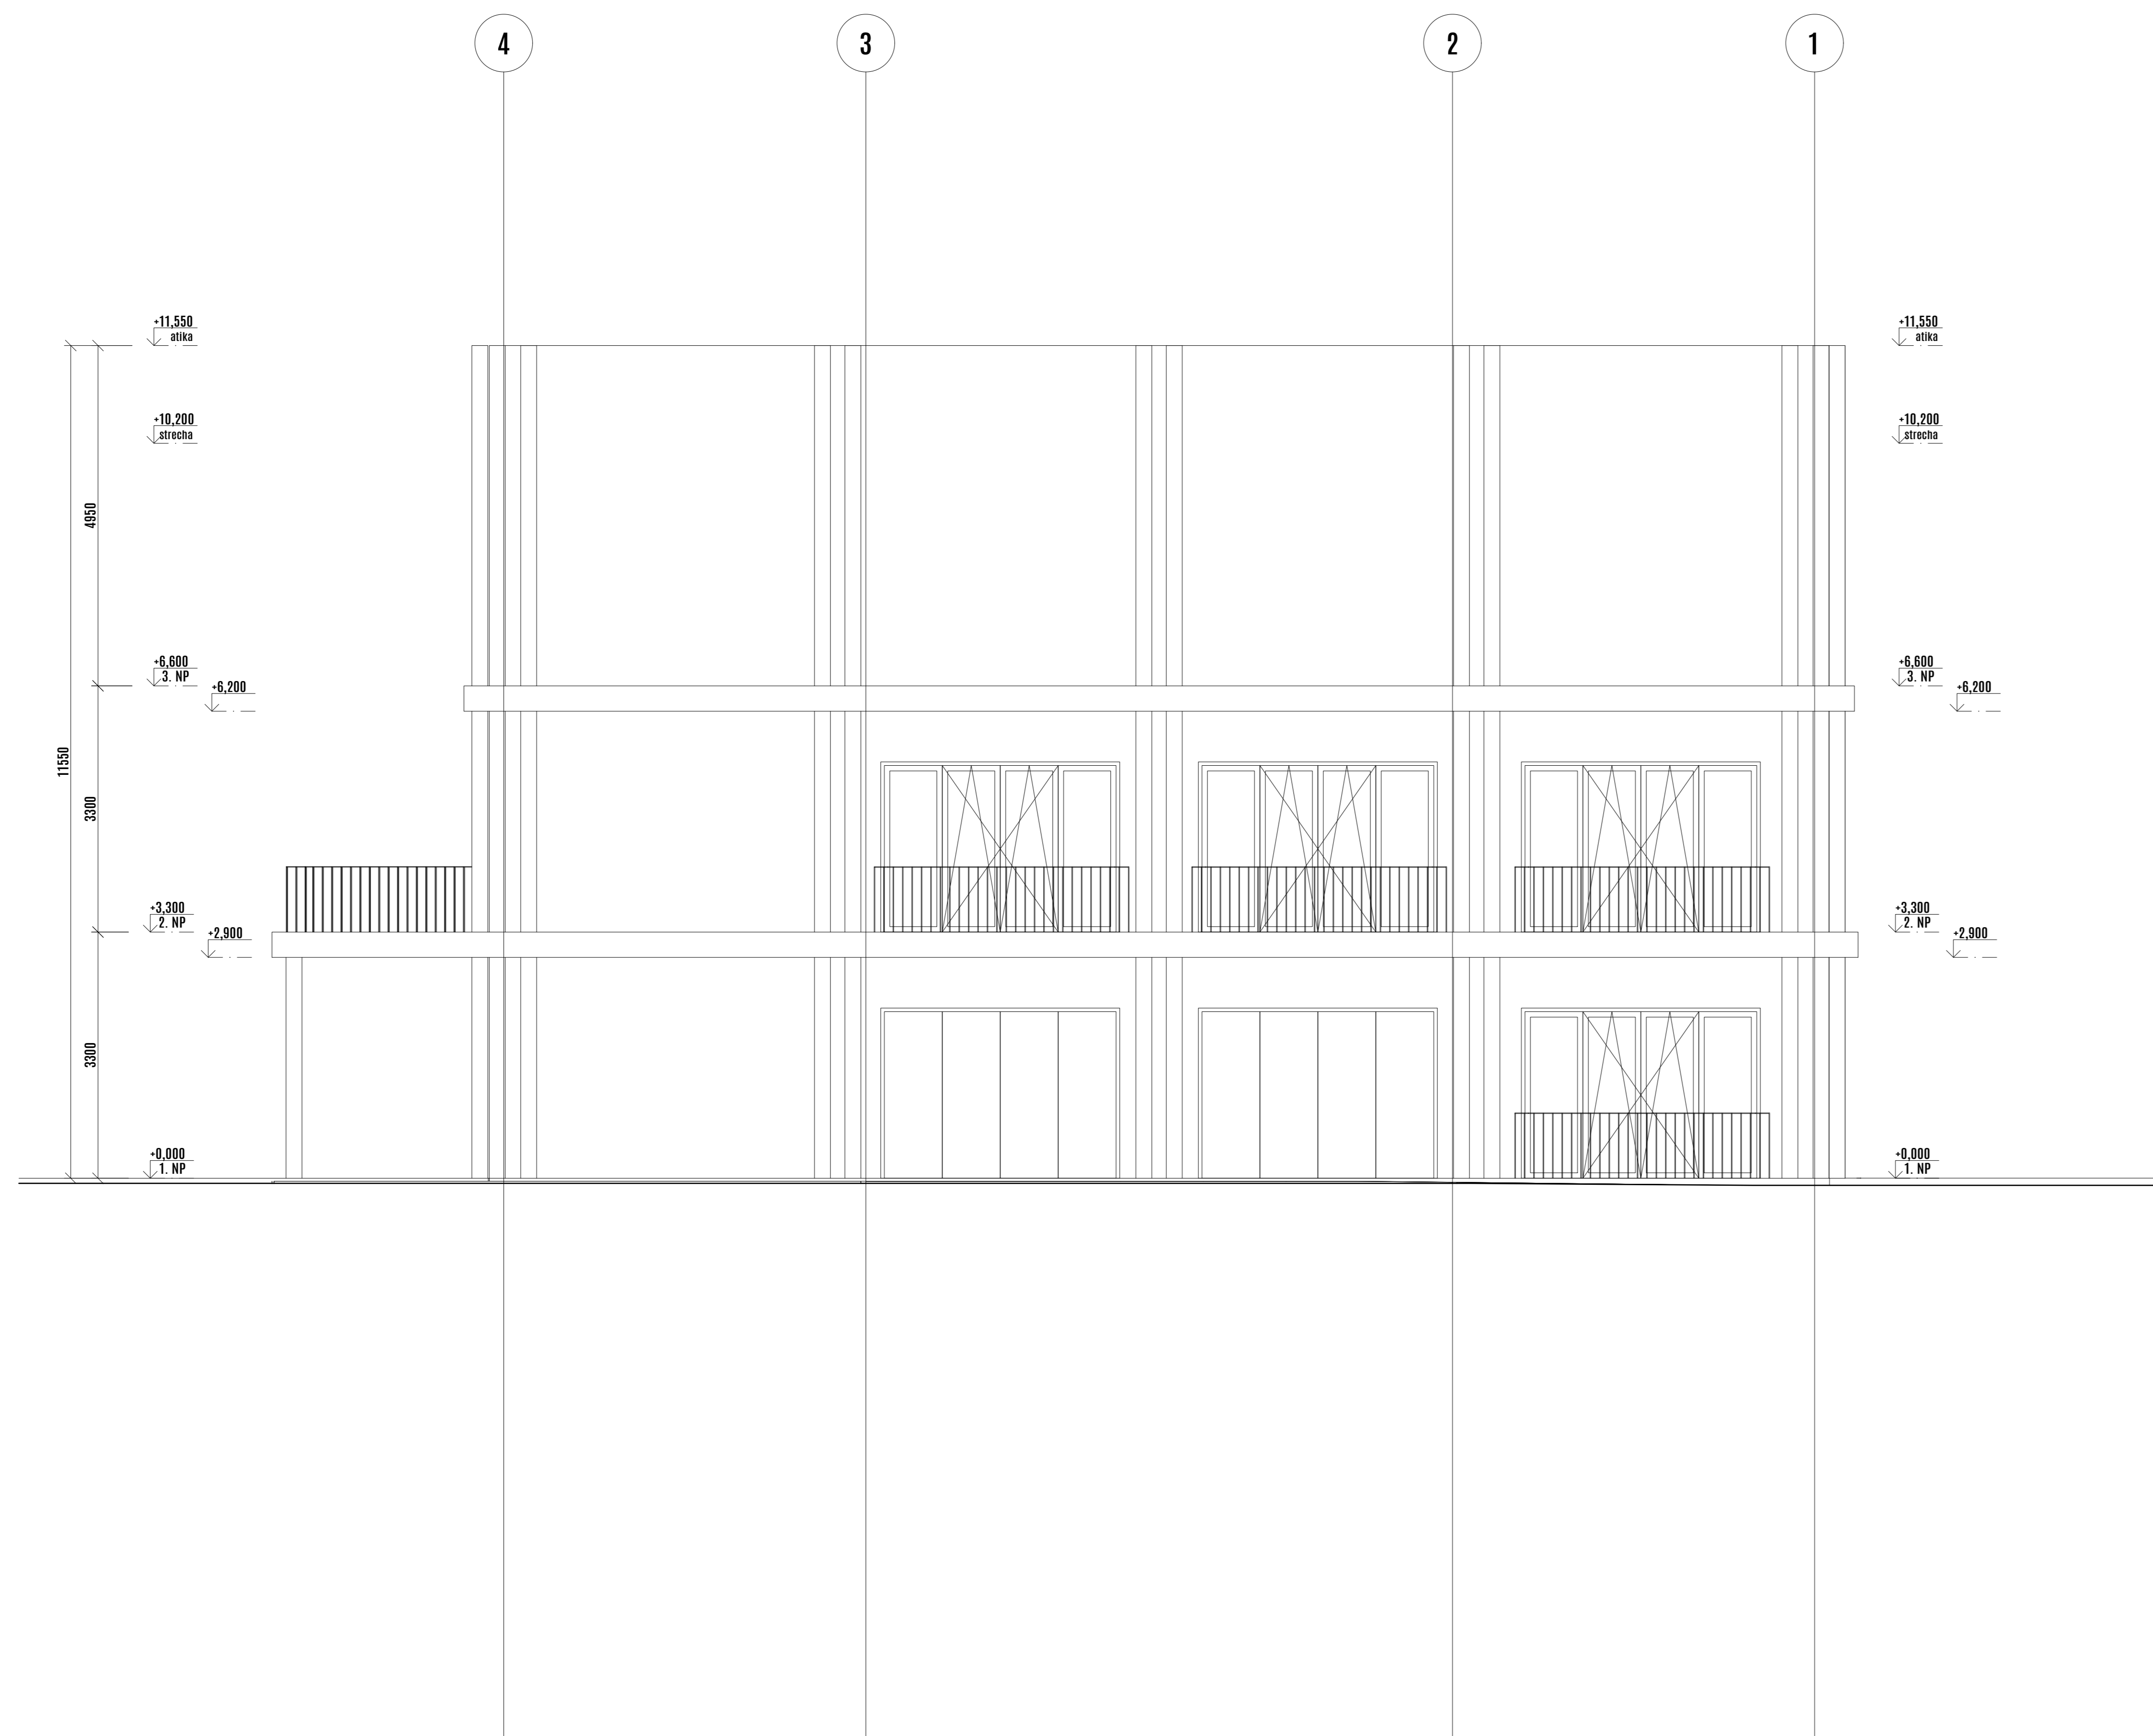 4
3
2
1
+11,550
atika
+11,550
atika
+10,200
strecha
+10,200
strecha
4950
+6,600
3. NP
+6,600
3. NP
+6,200
+6,200
11550
3300
+3,300
2. NP
+3,300
2. NP
+2,900
+2,900
3300
+0,000
1. NP
+0,000
1. NP